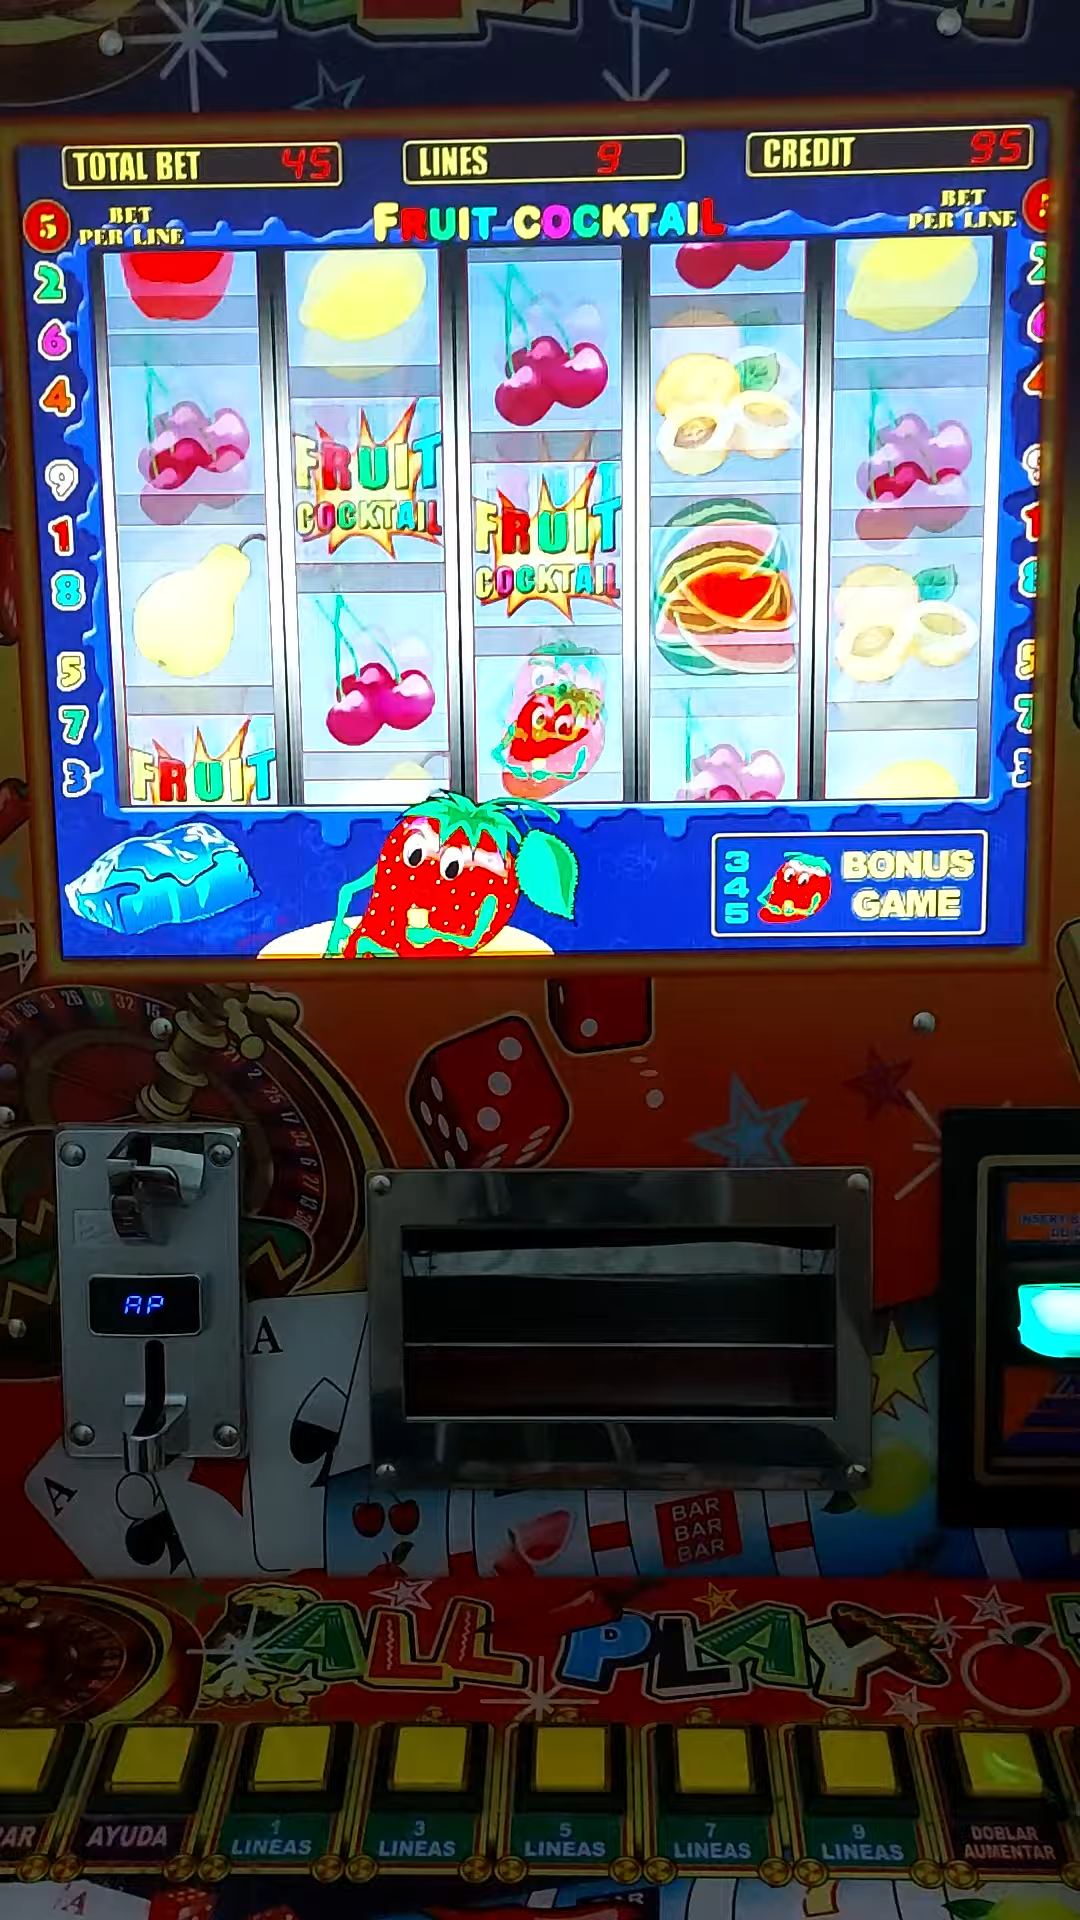 TOTAL BET 45
LINES 9
CREDIT 95
5 BET PER LINE
FRUIT COCKTAIL
BET PER LINE
2
6
4
9
1
8
5
7
3
FRUIT
COCKTAIL
FRUIT
COCKTAIL
FRUIT
3
4
5
BONUS
GAME
AP
A
A
BAR
BAR
BAR
ALL PLAY
AYUDA
1
LINEAS
3
LINEAS
5
LINEAS
7
LINEAS
9
LINEAS
DOBLAR
AUMENTAR